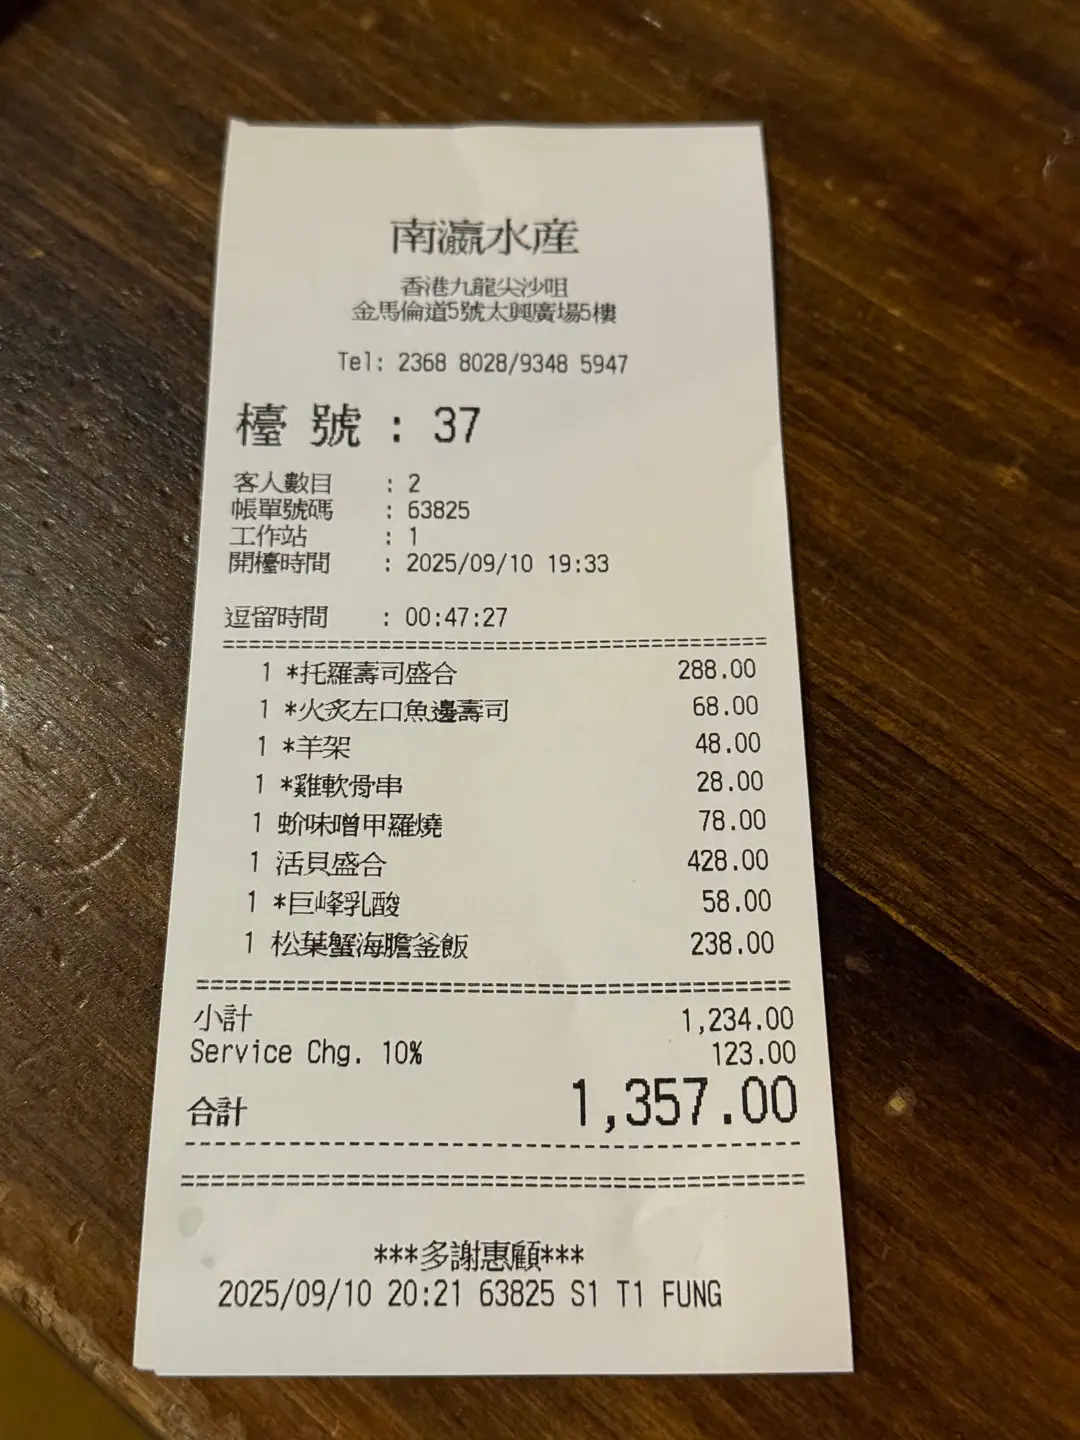 南瀛水産
香港九龍尖沙咀
金馬倫道5號太興廣場5樓
Tel: 2368 8028/9348 5947
檯 號 : 37
客人數目 : 2
帳單號碼 : 63825
工作站 : 1
開檯時間 : 2025/09/10 19:33
逗留時間 : 00:47:27
1 *托羅壽司盛合 288.00
1 *火炙左口魚邊壽司 68.00
1 *羊架 48.00
1 *雞軟骨串 28.00
1 蚧味噌甲羅燒 78.00
1 活貝盛合 428.00
1 *巨峰乳酸 58.00
1 松葉蟹海膽釜飯 238.00
小計 1,234.00
Service Chg. 10% 123.00
合計 1,357.00
***多謝惠顧***
2025/09/10 20:21 63825 S1 T1 FUNG